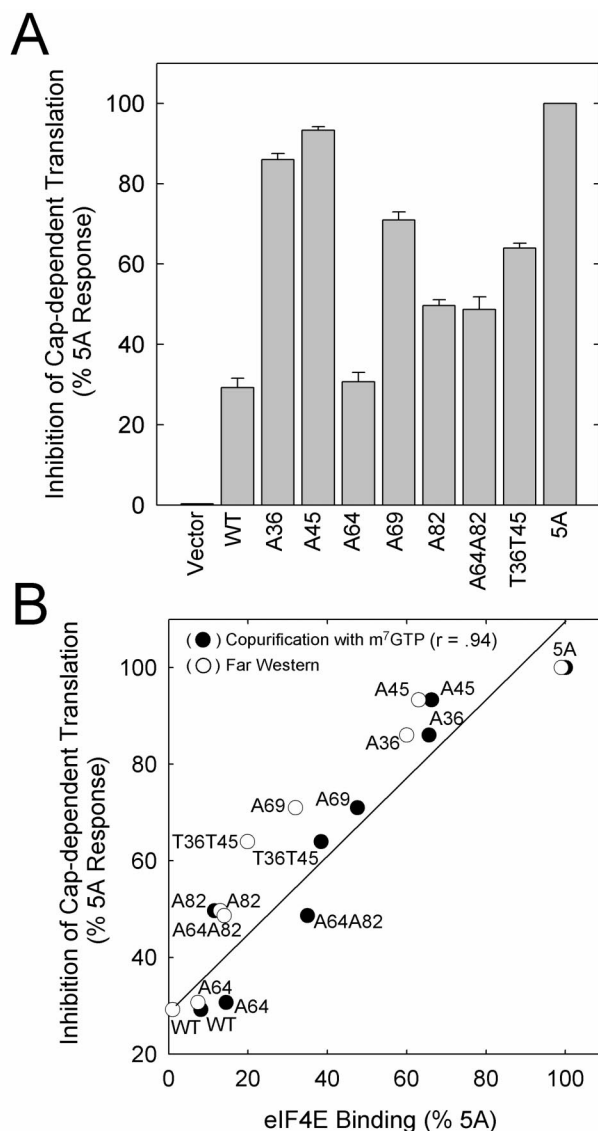 A
Inhibition of Cap-dependent Translation
(% 5A Response)
100
80
60
40
20
0
Vector
WT
A36
A45
A64
A69
A82
A64A82
T36T45
5A
B
Inhibition of Cap-dependent Translation
(% 5A Response)
100
80
60
40
20
(●) Copurification with m⁷GTP (r = .94)
(○) Far Western
5A
A45 A45
A36 A36
A69 A69
T36T45 T36T45
A82 A82
A64A82 A64A82
A64 A64
WT WT
0 20 40 60 80 100
eIF4E Binding (% 5A)